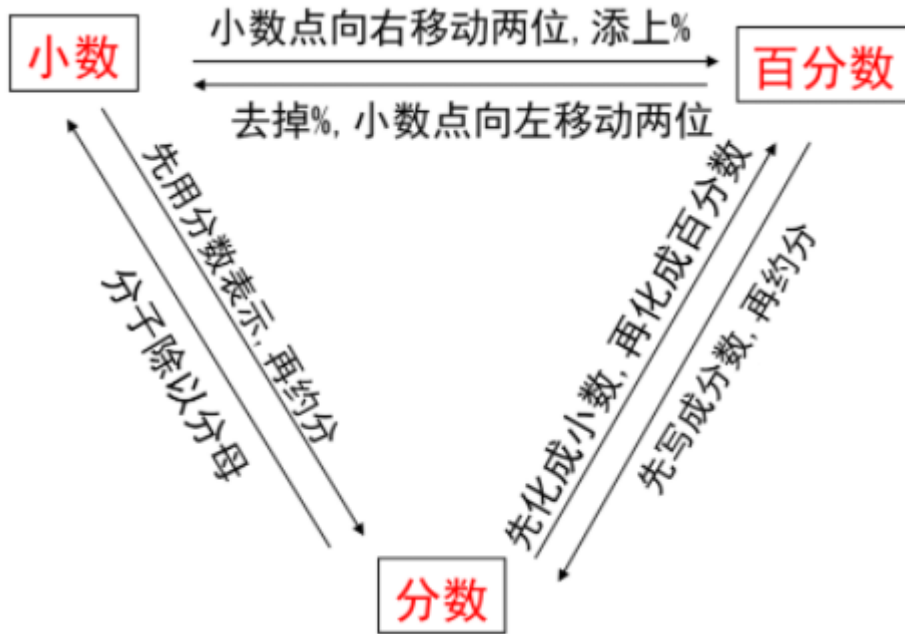 小数
小数点向右移动两位,添上%
百分数
去掉%,小数点向左移动两位
先用分数表示,再约分
分子除以分母
先化成小数,再化成百分数
先写成分数,再约分
分数